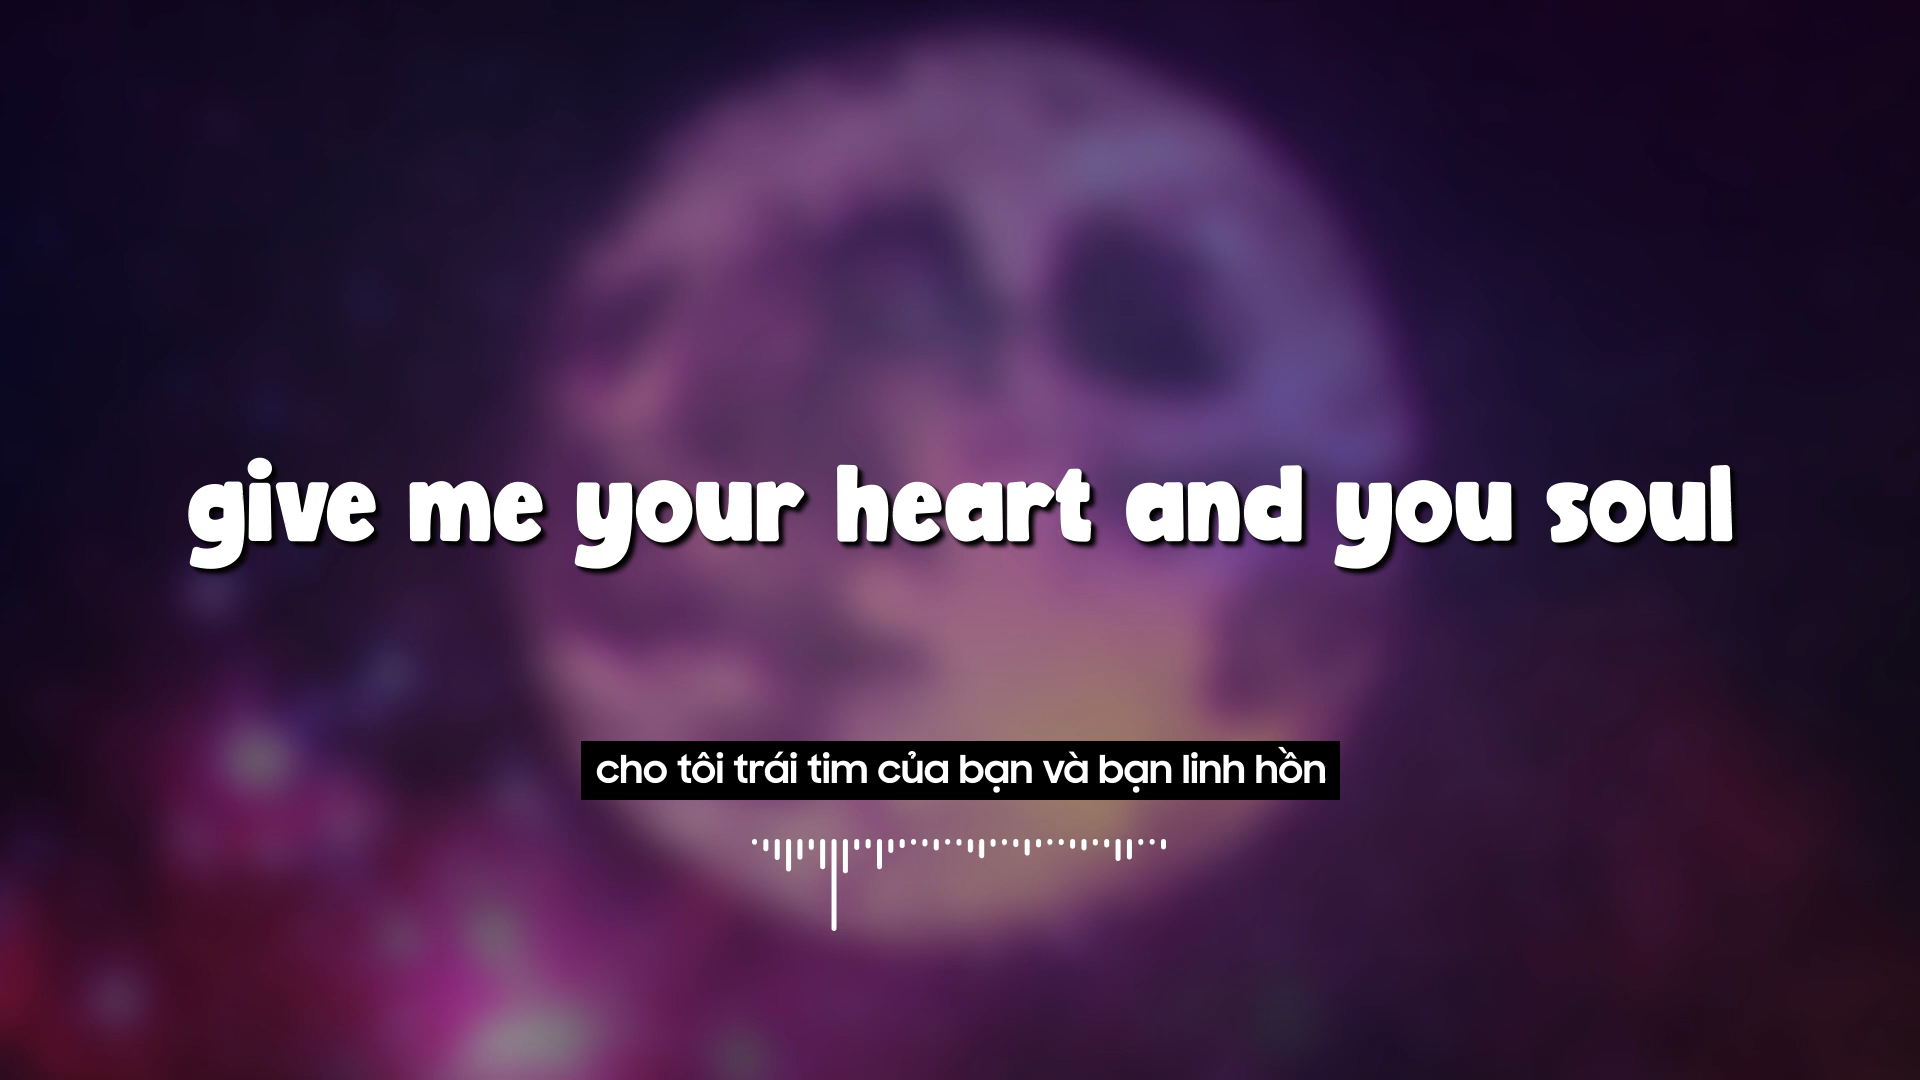 give me your heart and you soul
cho tôi trái tim của bạn và bạn linh hồn